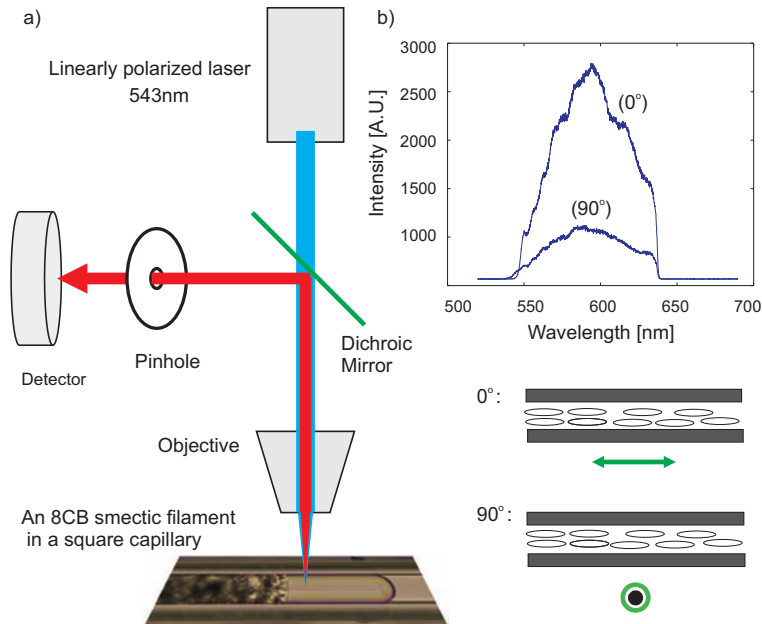 a)
Linearly polarized laser
543nm
Pinhole
Detector
Dichroic
Mirror
Objective
An 8CB smectic filament
in a square capillary
b)
3000
2500
2000
1500
1000
Intensity [A.U.]
(0°)
(90°)
500 550 600 650 700
Wavelength [nm]
0°:
90°: